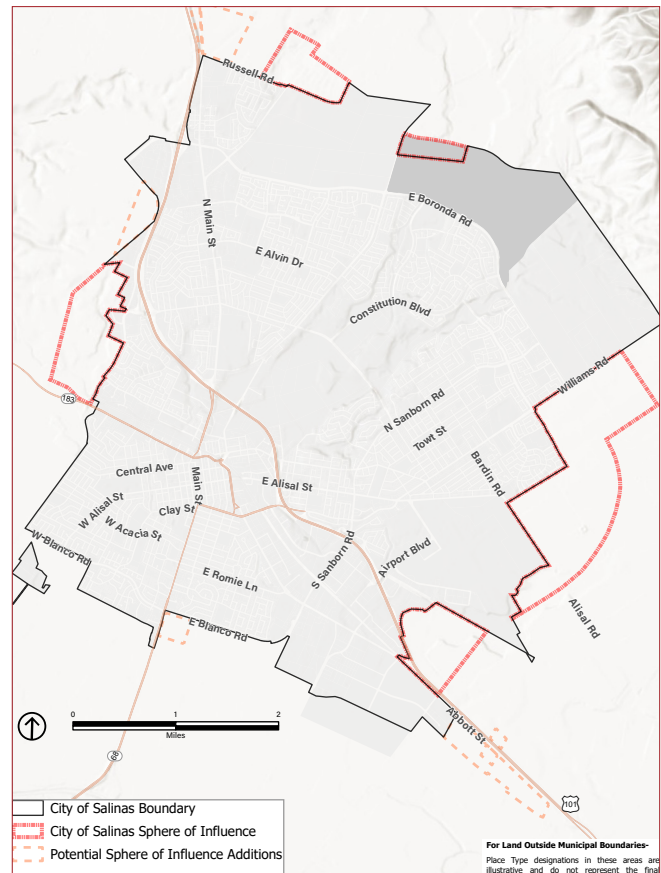 Russell Rd
E Boronda Rd
N Main St
E Alvin Dr
Constitution Blvd
Williams Rd
183
N Sanborn Rd
Towt St
Bardin Rd
Central Ave
Main St
E Alisal St
W Alisal St
Clay St
W Acacia St
S Sanborn Rd
Airport Blvd
W Blanco Rd
E Romie Ln
E Blanco Rd
Alisal Rd
Abbott St
0 1 2
Miles
68
101
City of Salinas Boundary
City of Salinas Sphere of Influence
Potential Sphere of Influence Additions
For Land Outside Municipal Boundaries-
Place Type designations in these areas are
illustrative and do not represent the final